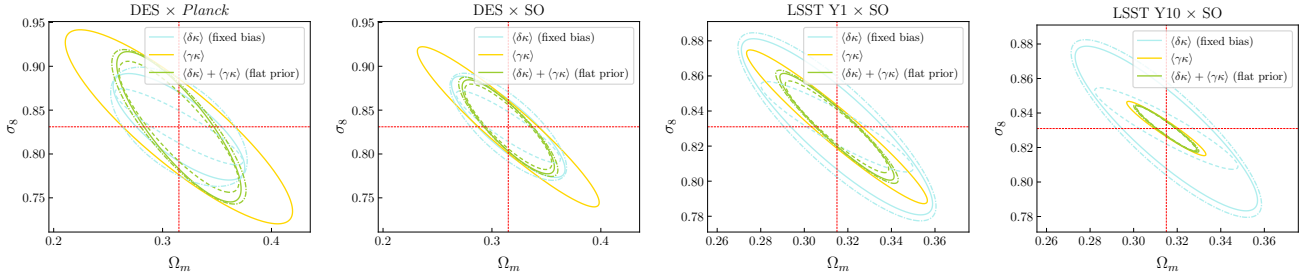 DES × Planck
0.95
0.90
0.85
0.80
0.75
σ8
⟨δκ⟩ (fixed bias)
⟨γκ⟩
⟨δκ⟩ + ⟨γκ⟩ (flat prior)
0.2
0.3
0.4
Ωm
DES × SO
0.95
0.90
0.85
0.80
0.75
σ8
⟨δκ⟩ (fixed bias)
⟨γκ⟩
⟨δκ⟩ + ⟨γκ⟩ (flat prior)
0.2
0.3
0.4
Ωm
LSST Y1 × SO
0.88
0.86
0.84
0.82
0.80
0.78
σ8
⟨δκ⟩ (fixed bias)
⟨γκ⟩
⟨δκ⟩ + ⟨γκ⟩ (flat prior)
0.26 0.28 0.30 0.32 0.34 0.36
Ωm
LSST Y10 × SO
0.88
0.86
0.84
0.82
0.80
0.78
σ8
⟨δκ⟩ (fixed bias)
⟨γκ⟩
⟨δκ⟩ + ⟨γκ⟩ (flat prior)
0.26 0.28 0.30 0.32 0.34 0.36
Ωm